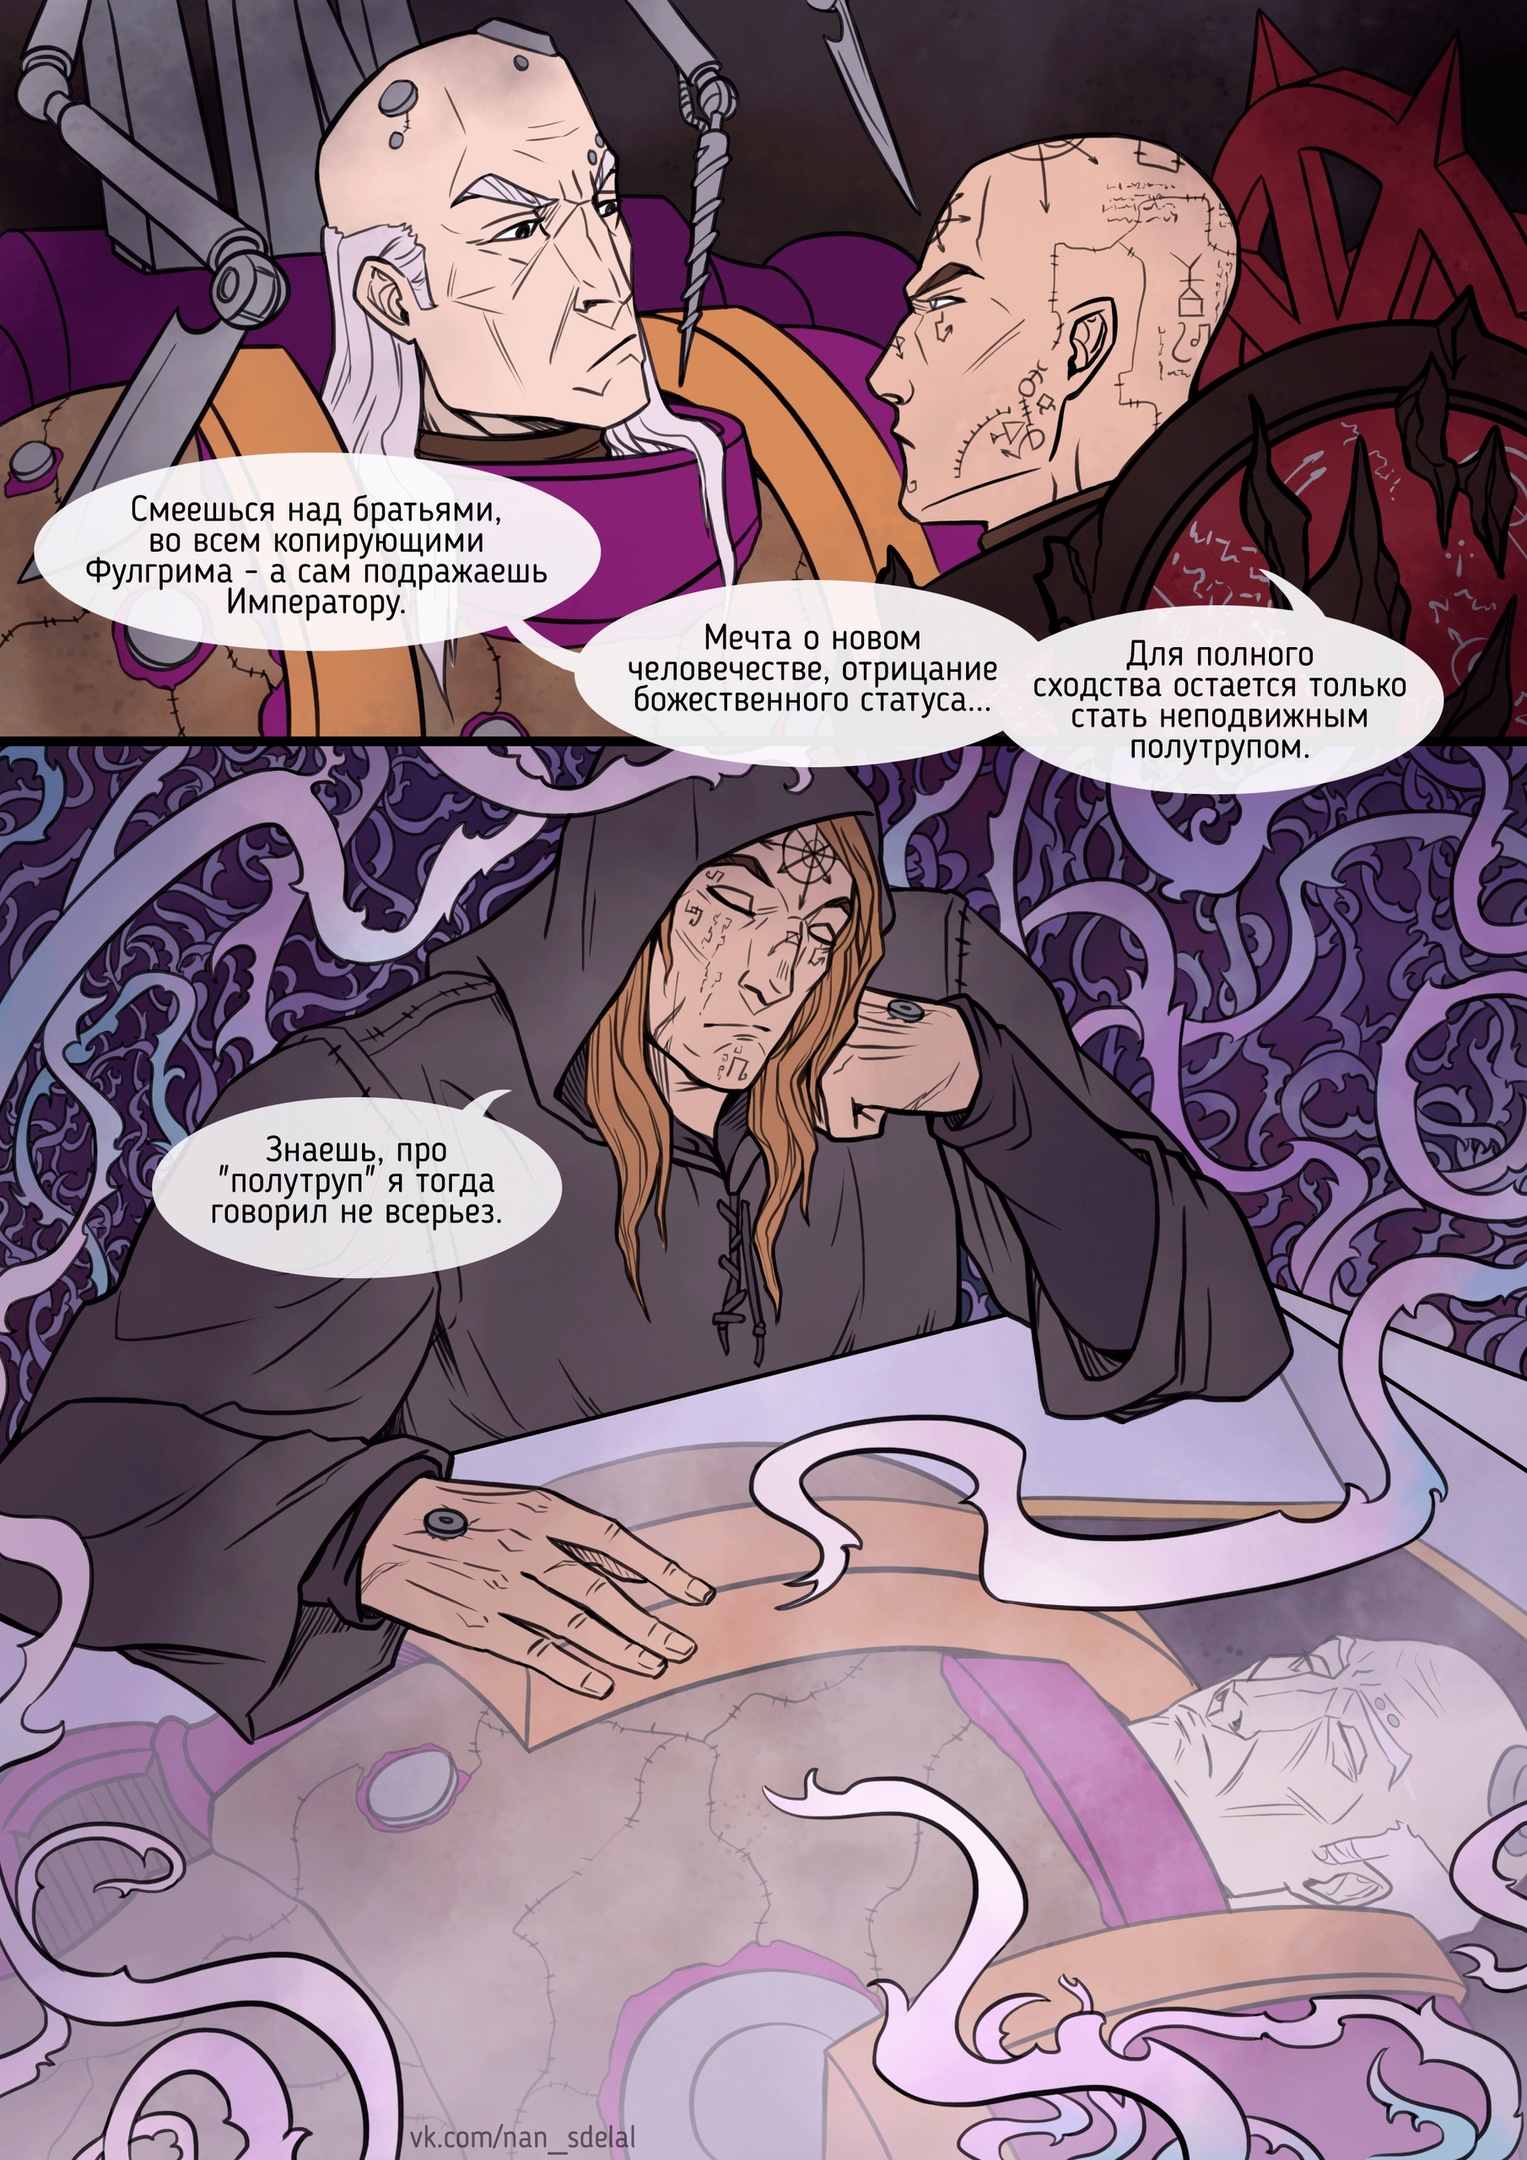 Смеешься над братьями,
во всем копирующими
Фулгрима - а сам подражаешь
Императору.
Мечта о новом
человечестве, отрицание
божественного статуса...
Для полного
сходства остается только
стать неподвижным
полутрупом.
Знаешь, про
"полутруп" я тогда
говорил не всерьез.
vk.com/nan_sdelal